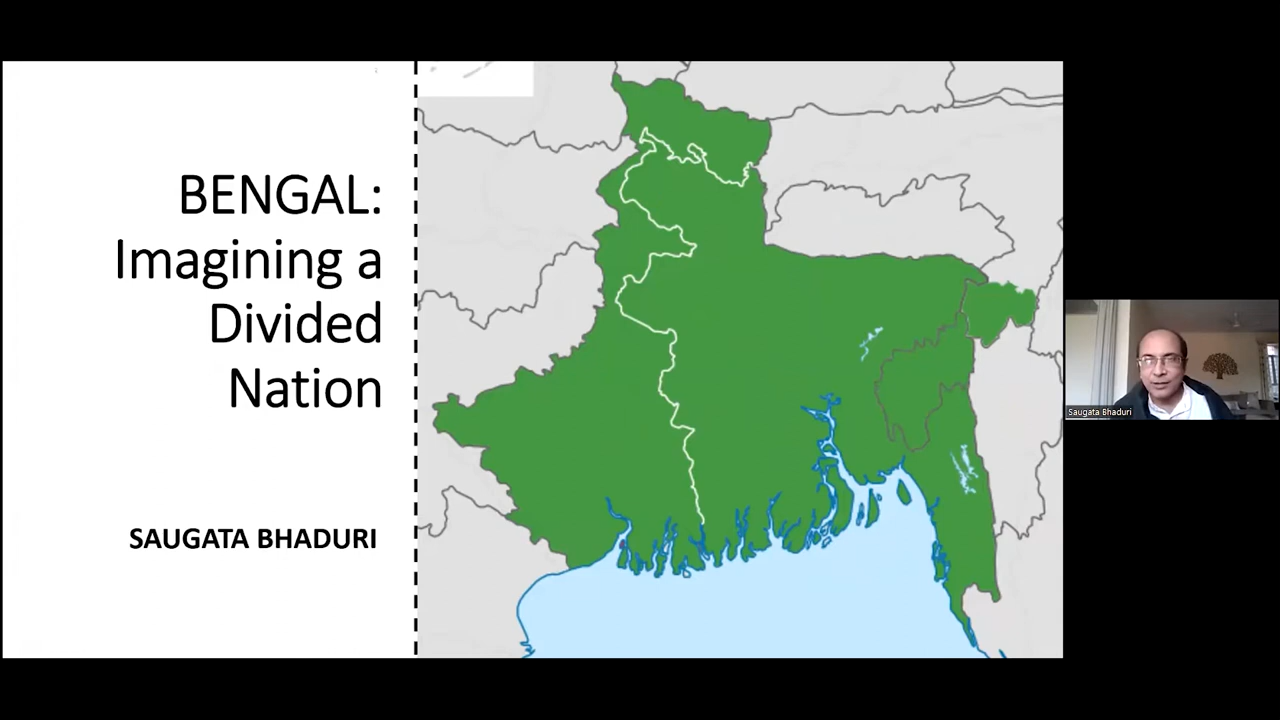 BENGAL:
Imagining a
Divided
Nation
SAUGATA BHADURI
Saugata Bhaduri